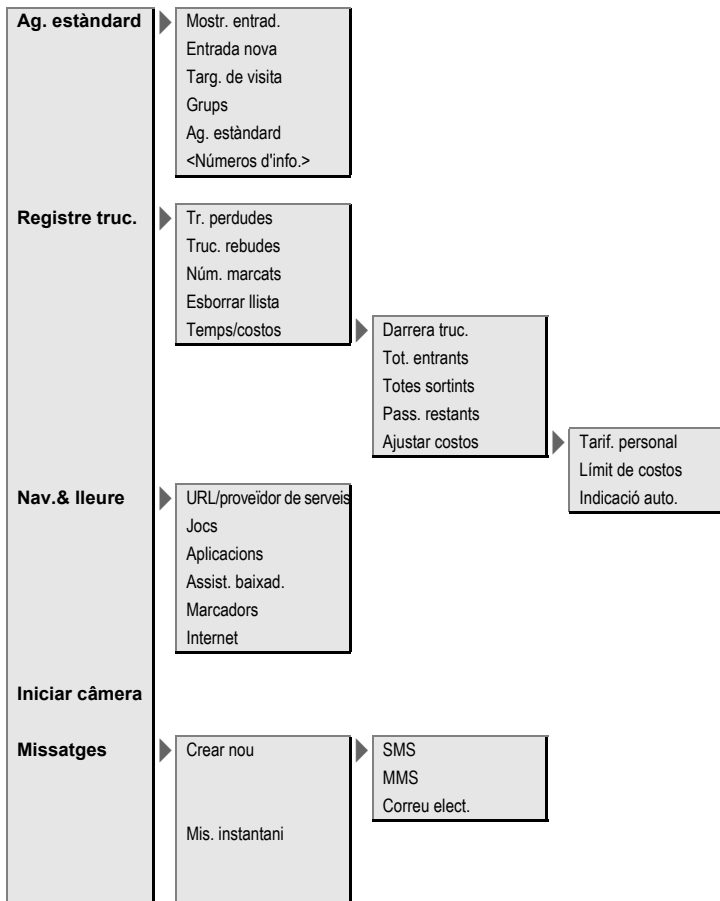 Ag. estàndard
Mostr. entrad.
Entrada nova
Targ. de visita
Grups
Ag. estàndard
<Números d'info.>
Registre truc.
Tr. perdudes
Truc. rebudes
Núm. marcats
Esborrar llista
Temps/costos
Darrera truc.
Tot. entrants
Totes sortints
Pass. restants
Ajustar costos
Tarif. personal
Límit de costos
Indicació auto.
Nav.& lleure
URL/proveïdor de serveis
Jocs
Aplicacions
Assist. baixad.
Marcadors
Internet
Iniciar câmera
Missatges
Crear nou
SMS
MMS
Correu elect.
Mis. instantani